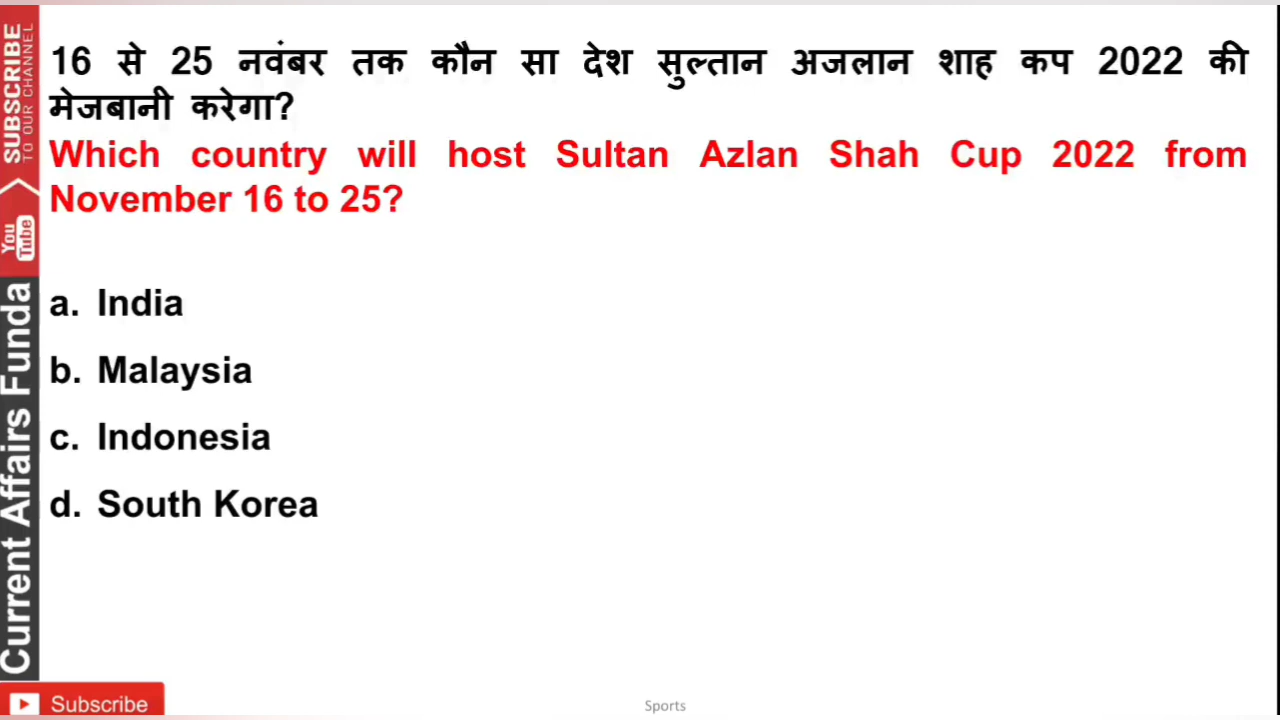 16 से 25 नवंबर तक कौन सा देश सुल्तान अजलान शाह कप 2022 की
मेजबानी करेगा?
Which country will host Sultan Azlan Shah Cup 2022 from
November 16 to 25?
a. India
b. Malaysia
c. Indonesia
d. South Korea
SUBSCRIBE
TO OUR CHANNEL
You
Tube
Current Affairs Funda
Subscribe
Sports